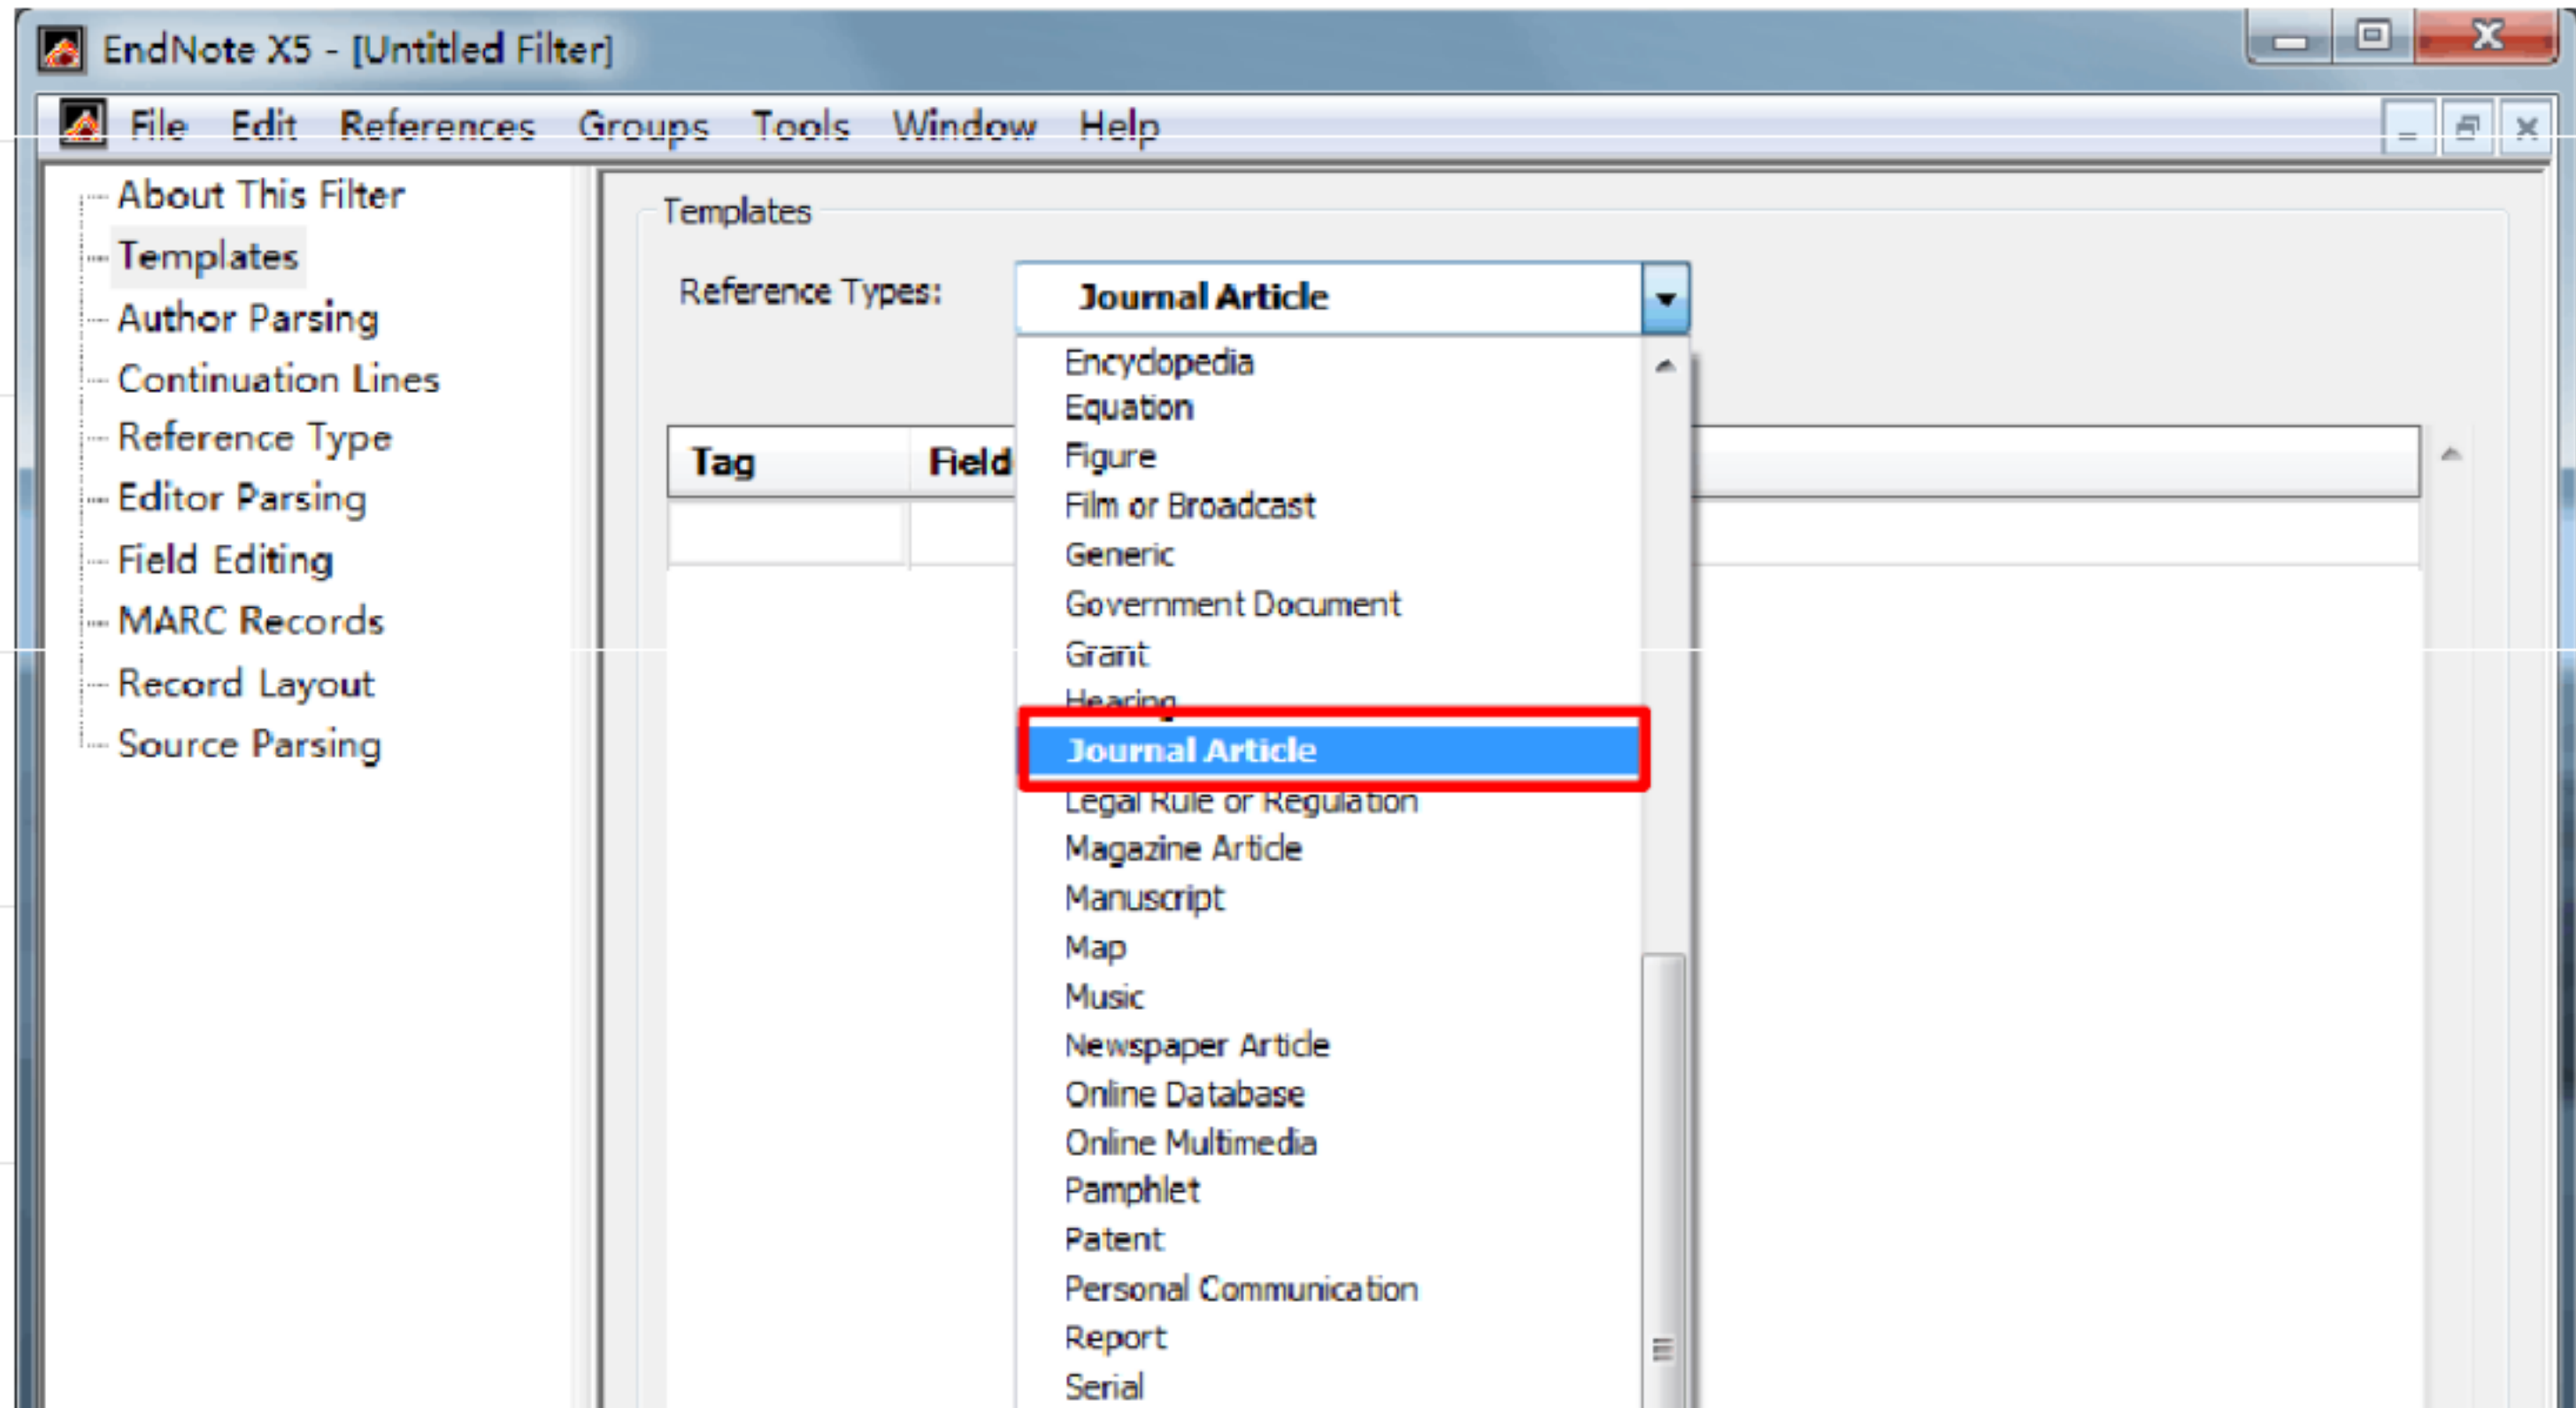 EndNote X5 - [Untitled Filter]
File Edit References Groups Tools Window Help
About This Filter
Templates
Author Parsing
Continuation Lines
Reference Type
Editor Parsing
Field Editing
MARC Records
Record Layout
Source Parsing
Templates
Reference Types: Journal Article
Tag Field
Encyclopedia
Equation
Figure
Film or Broadcast
Generic
Government Document
Grant
Hearing
Journal Article
Legal Rule or Regulation
Magazine Article
Manuscript
Map
Music
Newspaper Article
Online Database
Online Multimedia
Pamphlet
Patent
Personal Communication
Report
Serial